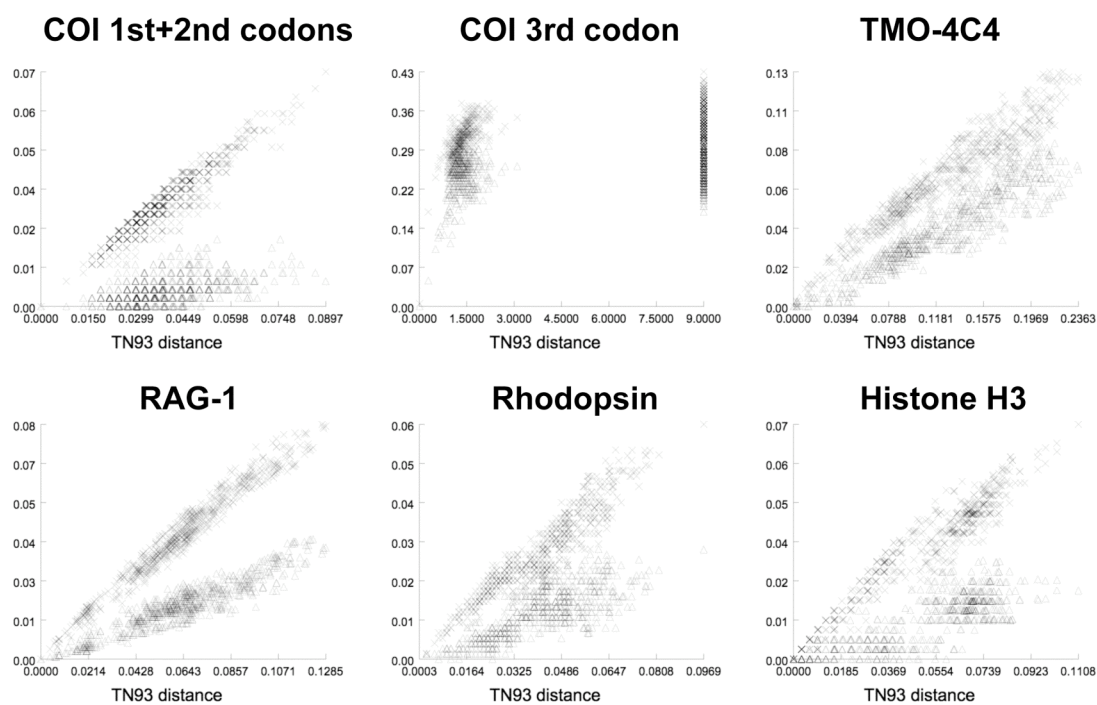 COI 1st+2nd codons
COI 3rd codon
TMO-4C4
0.07
0.06
0.05
0.04
0.02
0.01
0.00
0.0000 0.0150 0.0299 0.0449 0.0598 0.0748 0.0897
TN93 distance
0.43
0.36
0.29
0.22
0.14
0.07
0.00
0.0000 1.5000 3.0000 4.5000 6.0000 7.5000 9.0000
TN93 distance
0.13
0.11
0.08
0.06
0.04
0.02
0.00
0.0000 0.0394 0.0788 0.1181 0.1575 0.1969 0.2363
TN93 distance
RAG-1
Rhodopsin
Histone H3
0.08
0.07
0.05
0.04
0.03
0.01
0.00
0.0000 0.0214 0.0428 0.0643 0.0857 0.1071 0.1285
TN93 distance
0.06
0.05
0.04
0.03
0.02
0.01
0.00
0.0003 0.0164 0.0325 0.0486 0.0647 0.0808 0.0969
TN93 distance
0.07
0.06
0.05
0.03
0.02
0.01
0.00
0.0000 0.0185 0.0369 0.0554 0.0739 0.0923 0.1108
TN93 distance